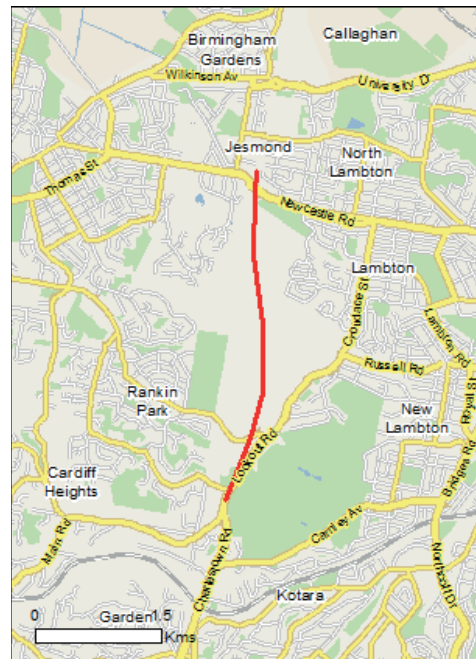 Birmingham
Gardens
Callaghan
Wilkinson Av
University Dr
Jesmond
North
Lambton
Thomas St
Newcastle Rd
Lambton
Croudace St
Lambton Rd
Russell Rd
Royal St
Rankin
Park
New
Lambton
Lookout Rd
Bridges Rd
Cardiff
Heights
Main Rd
Carnley Av
Charlestown Rd
Northcott Dr
Kotara
0
Garden
1.5
Kms